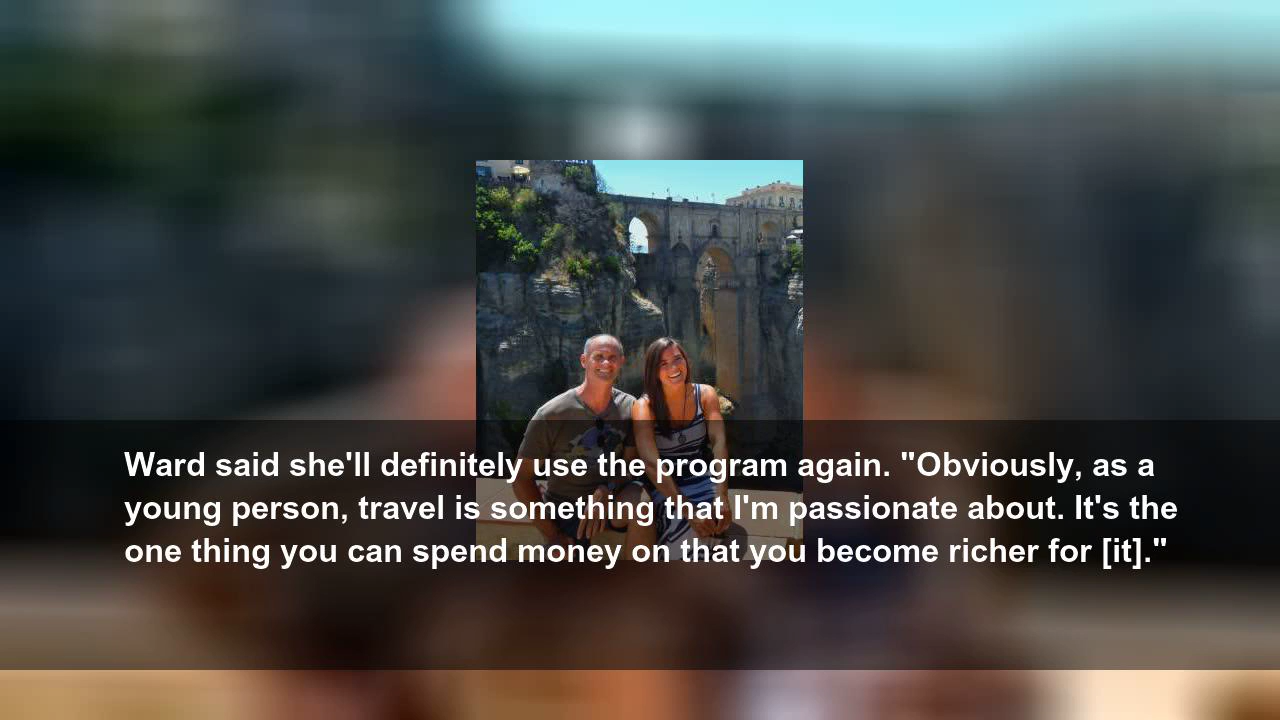 Ward said she'll definitely use the program again. "Obviously, as a
young person, travel is something that I'm passionate about. It's the
one thing you can spend money on that you become richer for [it]."